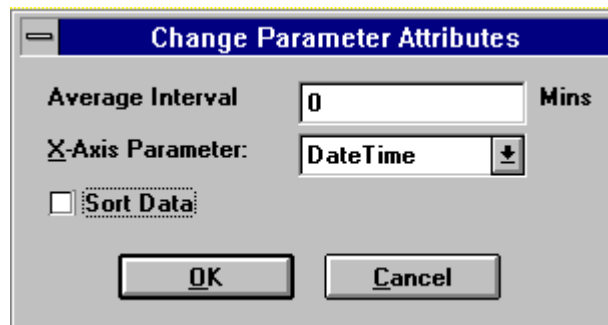 Change Parameter Attributes
Average Interval 0 Mins
X-Axis Parameter: DateTime
Sort Data
OK Cancel